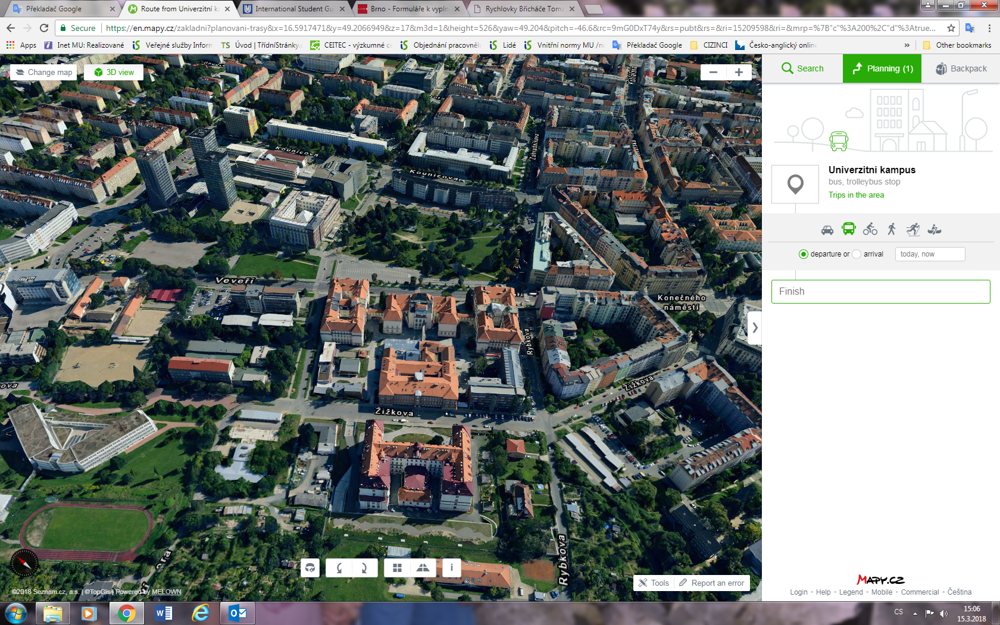 Překladač Google
Route from Univerzitní ka
International Student Gu
Brno - Formuláře k vypln
Rychlovky Břicháče Toma
Secure
https://en.mapy.cz/zakladni?planovani-trasy&x=16.5917471&y=49.2066949&z=17&m3d=1&height=526&yaw=49.204&pitch=-46.6&rc=9mG0DxT74y&rs=pubt&rs=&ri=15209598&ri=&mrp=%7B"c"%3A200%2C"d"%3Atrue...
Apps
Inet MU: Realizované
Veřejné služby Inform
TS Úvod | TřídníStránky.c
CEITEC - výzkumné ce
Objednání pracovněle
Lidé
Vnitřní normy MU /no
Překladač Google
CIZINCI
Česko-anglický online
»
Other bookmarks
Change map
3D view
Search
Planning (1)
Backpack
Kounicova
Kounicova
Zahradníkova
Veveří
Konečného
náměstí
Rybkova
Žižkova
Žižkova
Rybkova
Univerzitní kampus
bus, trolleybus stop
Trips in the area
departure or
arrival
today, now
Finish
i
Tools
Report an error
©2018 Seznam.cz, a.s. | ©TopGis | Powered by MELOWN
MAPY.CZ
Login • Help • Legend • Mobile • Commercial • Čeština
CS
15:06
15.3.2018